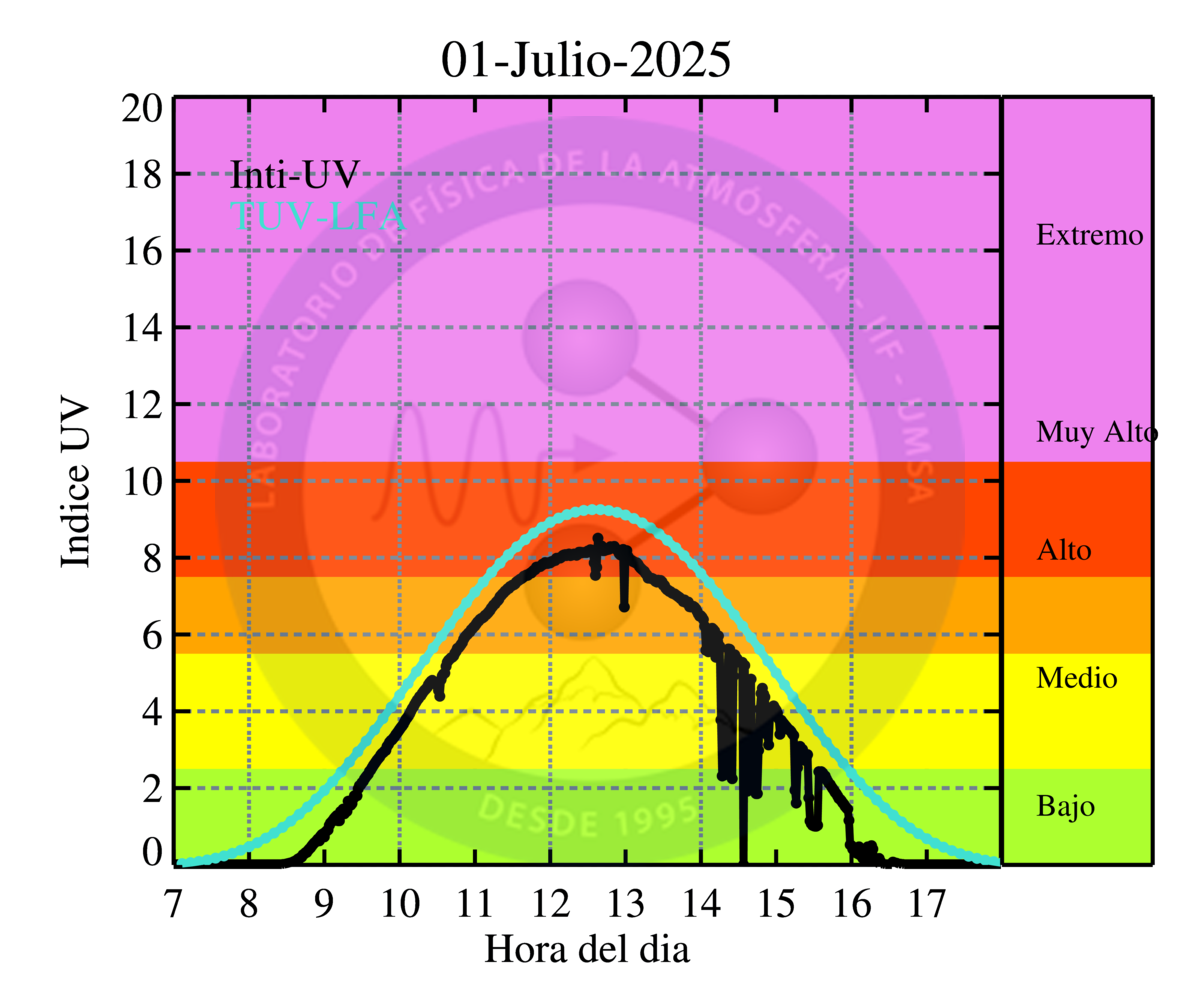 01-Julio-2025
20
18
16
14
12
10
8
6
4
2
0
Indice UV
Inti-UV
TUV-LFA
LABORATORIO DE FÍSICA DE LA ATMÓSFERA - IIF - UMSA
DESDE 1995
Extremo
Muy Alto
Alto
Medio
Bajo
7 8 9 10 11 12 13 14 15 16 17
Hora del dia